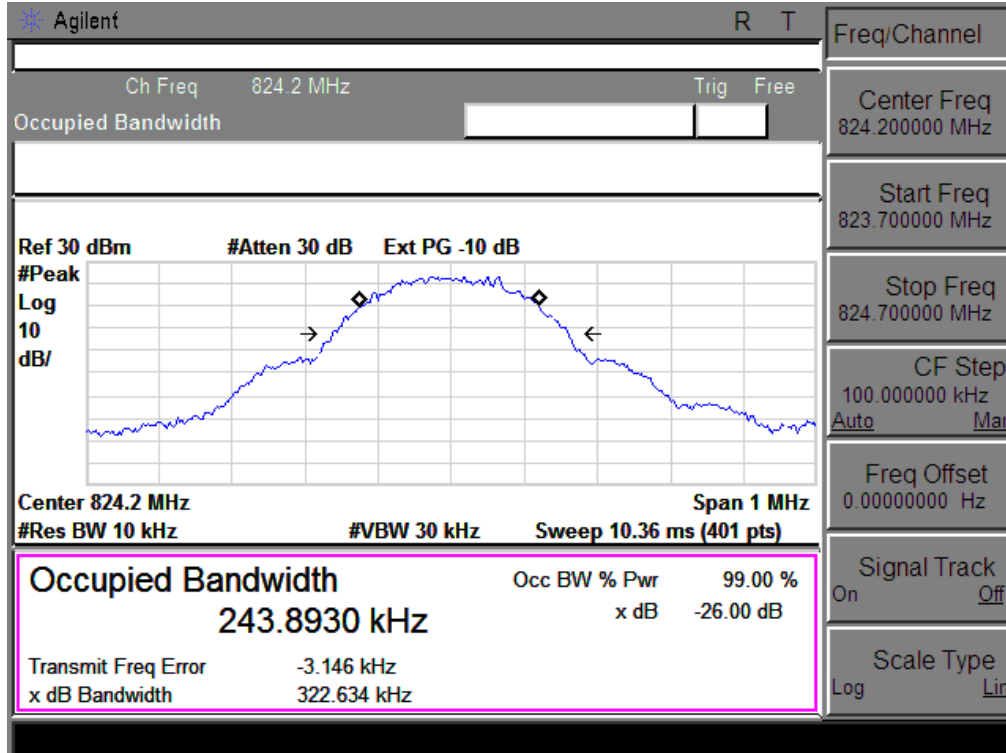 Agilent R T
Ch Freq 824.2 MHz Trig Free
Occupied Bandwidth
Ref 30 dBm #Atten 30 dB Ext PG -10 dB
#Peak
Log
10
dB/
Center 824.2 MHz Span 1 MHz
#Res BW 10 kHz #VBW 30 kHz Sweep 10.36 ms (401 pts)
Occupied Bandwidth
243.8930 kHz
Occ BW % Pwr 99.00 %
x dB -26.00 dB
Transmit Freq Error -3.146 kHz
x dB Bandwidth 322.634 kHz
Freq/Channel
Center Freq
824.200000 MHz
Start Freq
823.700000 MHz
Stop Freq
824.700000 MHz
CF Step
100.000000 kHz
Auto Man
Freq Offset
0.00000000 Hz
Signal Track
On Off
Scale Type
Log Lin